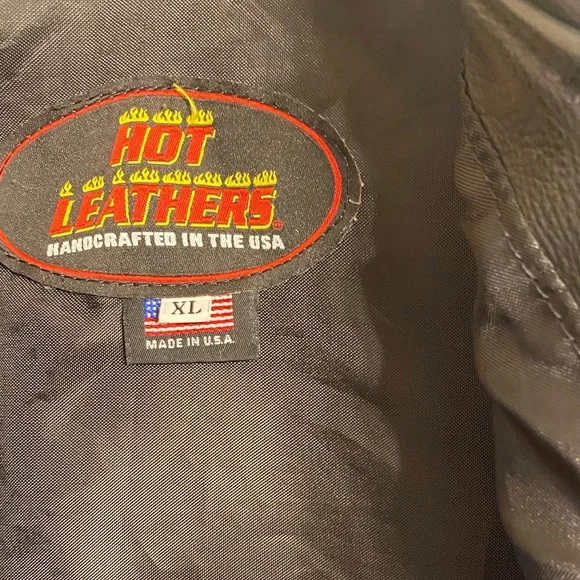 HOT
LEATHERS®
HANDCRAFTED IN THE USA
XL
MADE IN U.S.A.